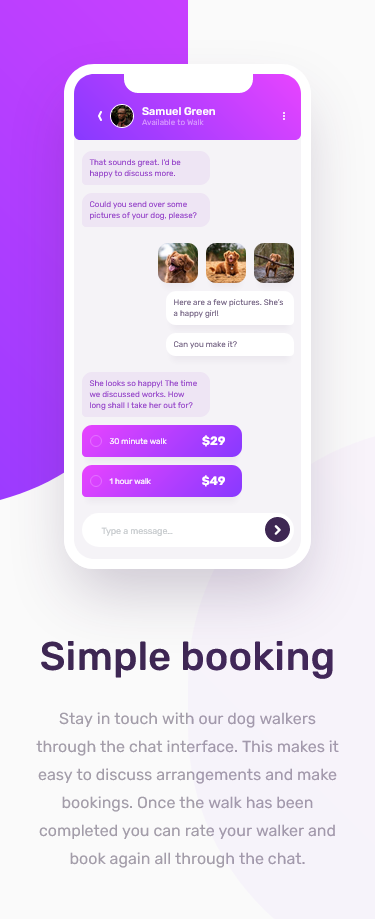 Samuel Green
Available to Walk
That sounds great. I'd be
happy to discuss more.
Could you send over some
pictures of your dog, please?
Here are a few pictures. She's
a happy girl!
Can you make it?
She looks so happy! The time
we discussed works. How
long shall I take her out for?
30 minute walk $29
1 hour walk $49
Type a message…
Simple booking
Stay in touch with our dog walkers
through the chat interface. This makes it
easy to discuss arrangements and make
bookings. Once the walk has been
completed you can rate your walker and
book again all through the chat.